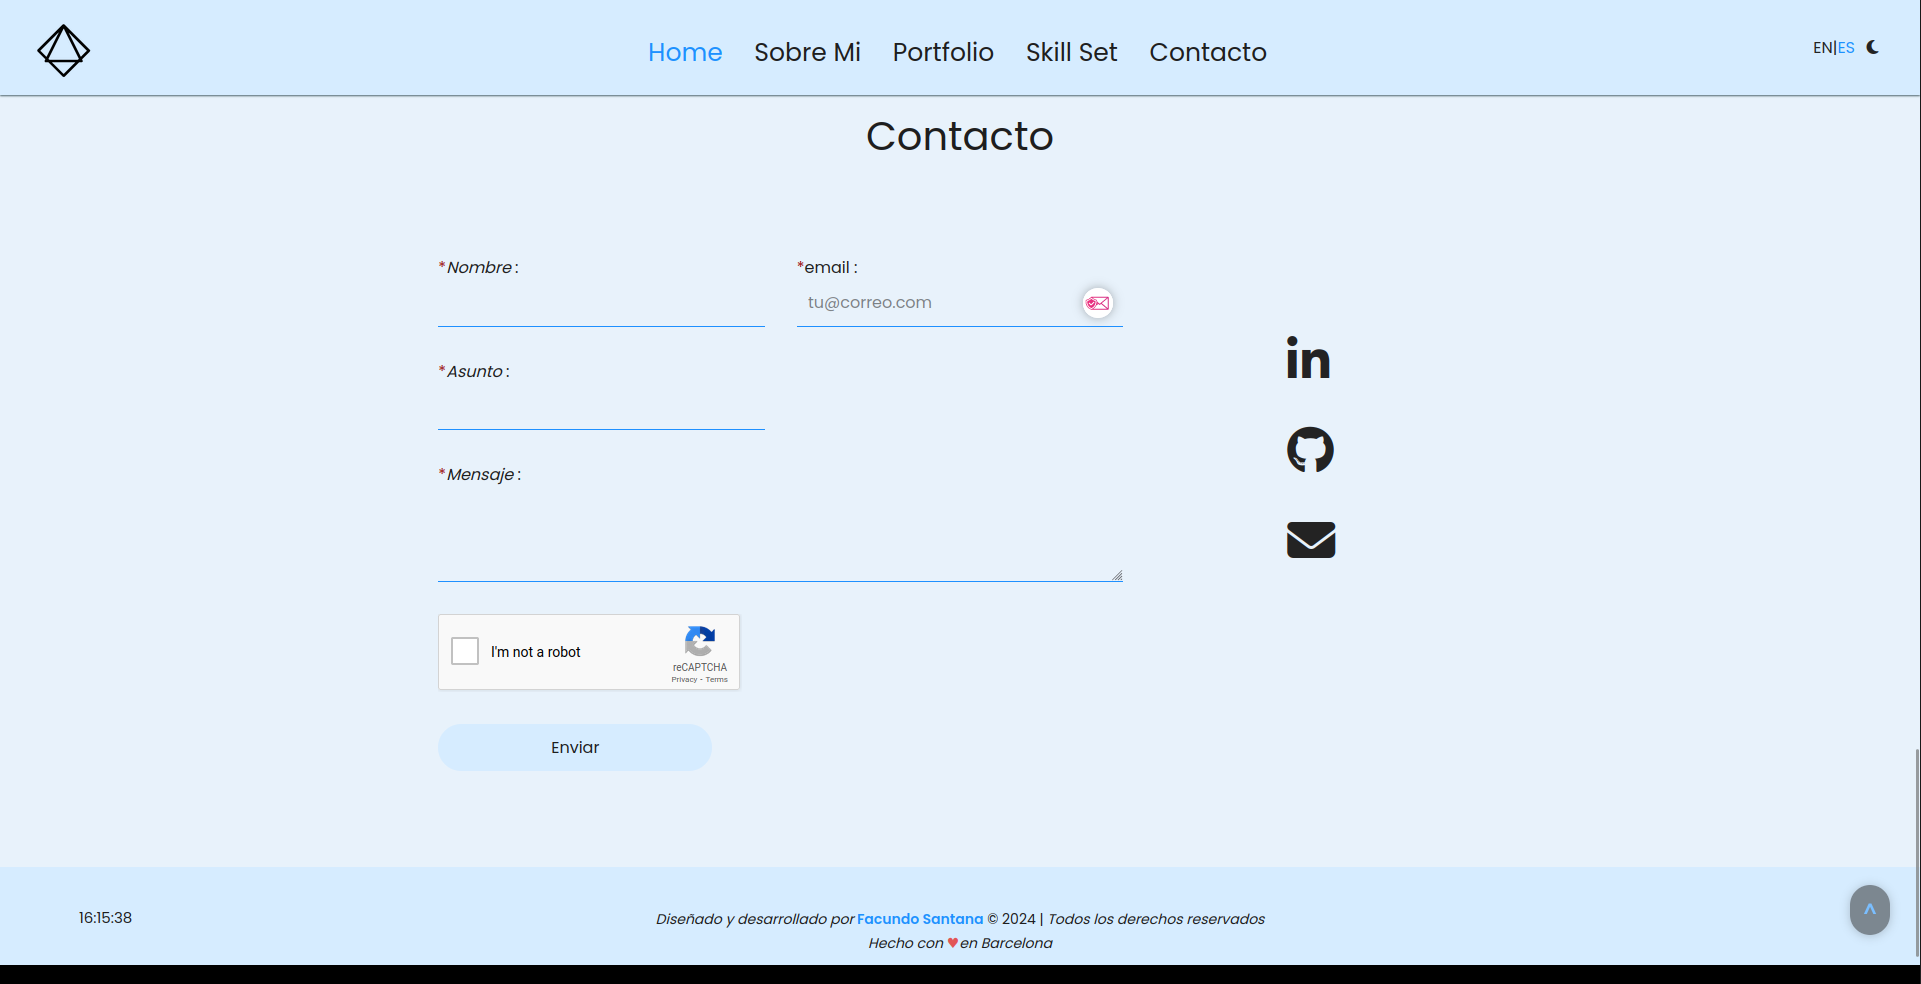 Home Sobre Mi Portfolio Skill Set Contacto EN|ES
Contacto
*Nombre :
*email :
tu@correo.com
*Asunto :
*Mensaje :
in
I'm not a robot
reCAPTCHA
Privacy - Terms
Enviar
16:15:38
Diseñado y desarrollado por Facundo Santana © 2024 | Todos los derechos reservados
Hecho con ♥ en Barcelona
^